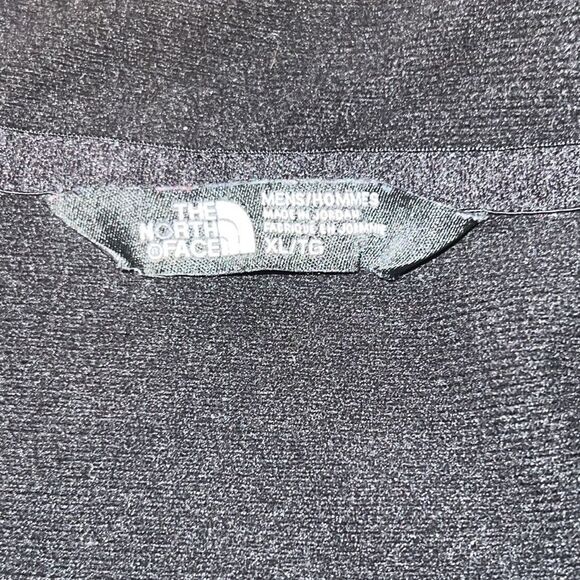 THE
NORTH
FACE
MENS/HOMMES
MADE IN JORDAN
FABRIQUÉ EN JORDANIE
XL/TG